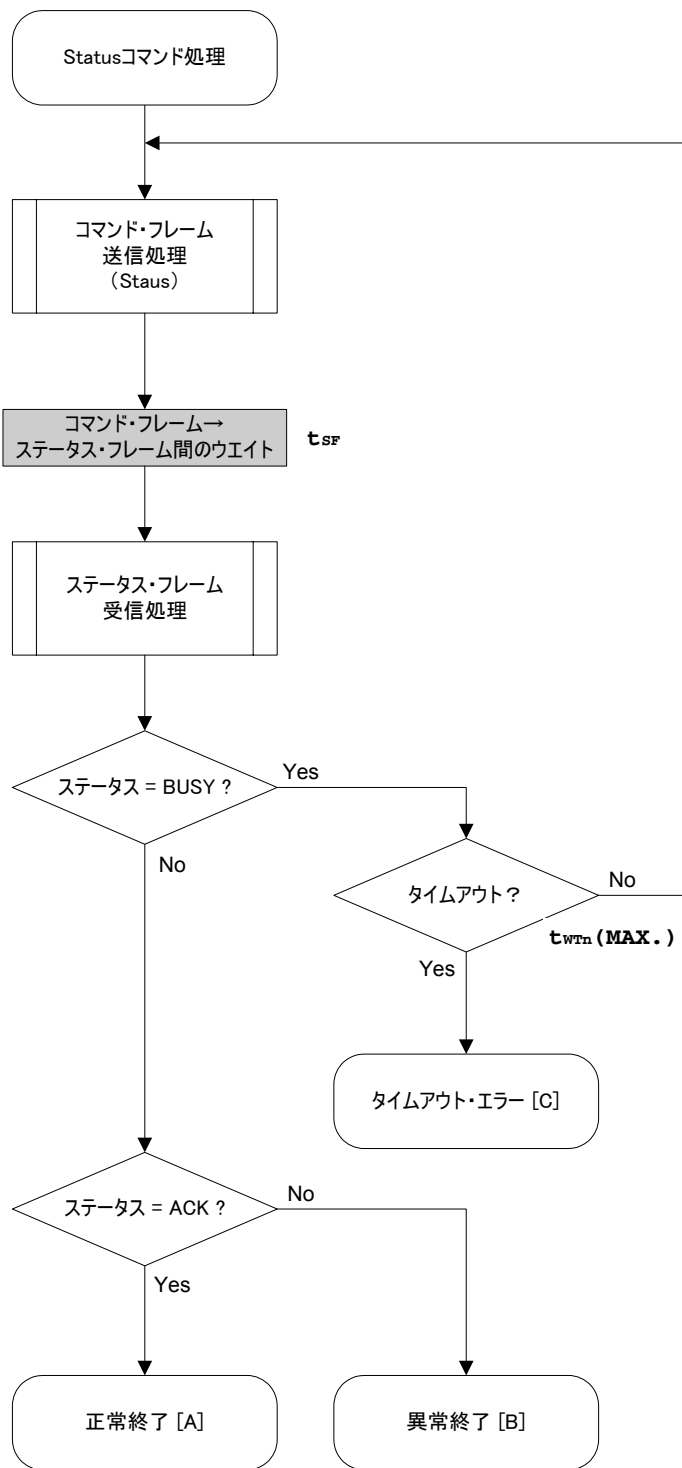 Statusコマンド処理
コマンド・フレーム
送信処理
（Staus）
コマンド・フレーム→
ステータス・フレーム間のウエイト
tSF
ステータス・フレーム
受信処理
ステータス = BUSY ?
Yes
No
タイムアウト？
No
tWTn(MAX.)
Yes
タイムアウト・エラー [C]
ステータス = ACK ?
No
Yes
正常終了 [A]
異常終了 [B]